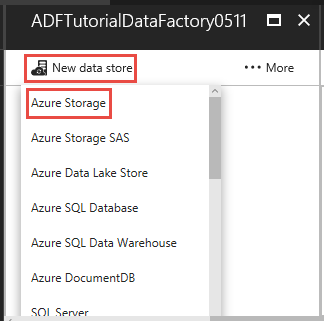 ADFTutorialDataFactory0511
New data store
••• More
Azure Storage
Azure Storage SAS
Azure Data Lake Store
Azure SQL Database
Azure SQL Data Warehouse
Azure DocumentDB
SQL Server